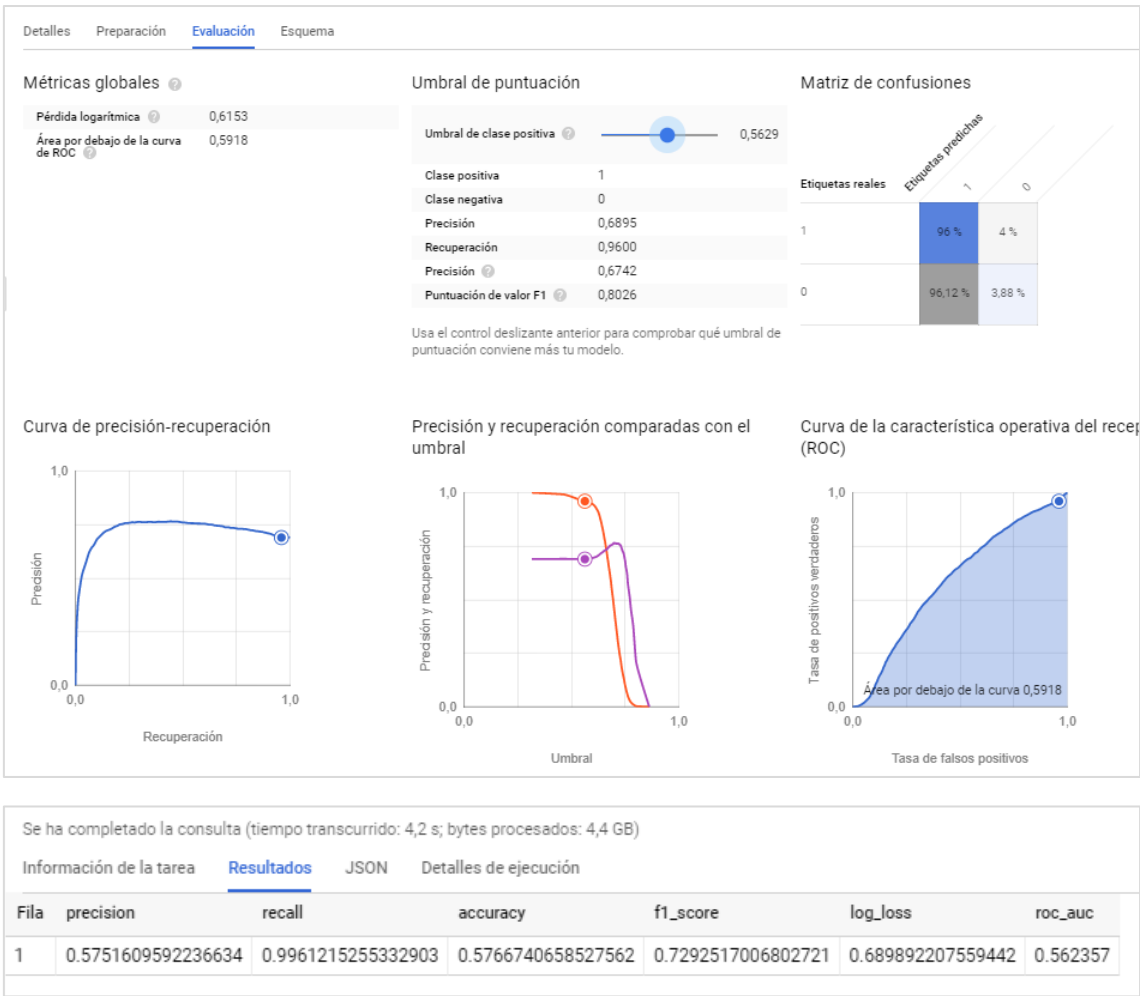 Detalles Preparación Evaluación Esquema
Métricas globales
Pérdida logarítmica 0,6153
Área por debajo de la curva de ROC 0,5918
Umbral de puntuación
Umbral de clase positiva 0,5629
Clase positiva 1
Clase negativa 0
Precisión 0,6895
Recuperación 0,9600
Precisión 0,6742
Puntuación de valor F1 0,8026
Usa el control deslizante anterior para comprobar qué umbral de
puntuación conviene más tu modelo.
Matriz de confusiones
Etiquetas reales Etiquetas predichas 1 0
1 96 % 4 %
0 96,12 % 3,88 %
Curva de precisión-recuperación
1,0
Precisión
0,0
0,0 1,0
Recuperación
Precisión y recuperación comparadas con el
umbral
1,0
Precisión y recuperación
0,0
0,0 1,0
Umbral
Curva de la característica operativa del recep
(ROC)
1,0
Tasa de positivos verdaderos
Área por debajo de la curva 0,5918
0,0
0,0 1,0
Tasa de falsos positivos
Se ha completado la consulta (tiempo transcurrido: 4,2 s; bytes procesados: 4,4 GB)
Información de la tarea Resultados JSON Detalles de ejecución
Fila precision recall accuracy f1_score log_loss roc_auc
1 0.5751609592236634 0.99612157255332903 0.5766740658527562 0.7292517006802721 0.689892207559442 0.562357